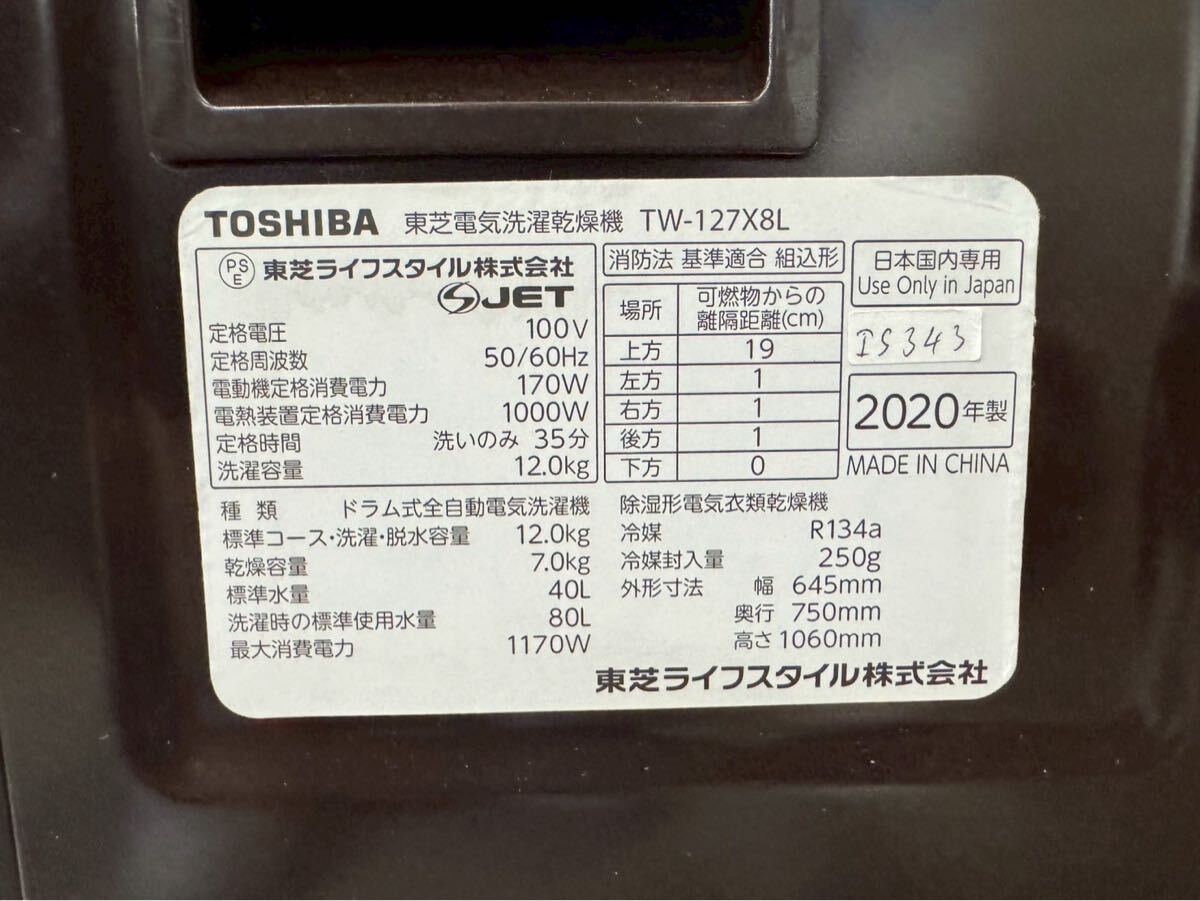 TOSHIBA 東芝電気洗濯乾燥機 TW-127X8L
PS
E
東芝ライフスタイル株式会社
JET
定格電圧 100V
定格周波数 50/60Hz
電動機定格消費電力 170W
電熱装置定格消費電力 1000W
定格時間 洗いのみ 35分
洗濯容量 12.0kg
消防法 基準適合 組込形
場所 可燃物からの
離隔距離(cm)
上方 19
左方 1
右方 1
後方 1
下方 0
日本国内専用
Use Only in Japan
IS343
2020年製
MADE IN CHINA
種類 ドラム式全自動電気洗濯機
標準コース・洗濯・脱水容量 12.0kg
乾燥容量 7.0kg
標準水量 40L
洗濯時の標準使用水量 80L
最大消費電力 1170W
除湿形電気衣類乾燥機
冷媒 R134a
冷媒封入量 250g
外形寸法 幅 645mm
奥行 750mm
高さ 1060mm
東芝ライフスタイル株式会社